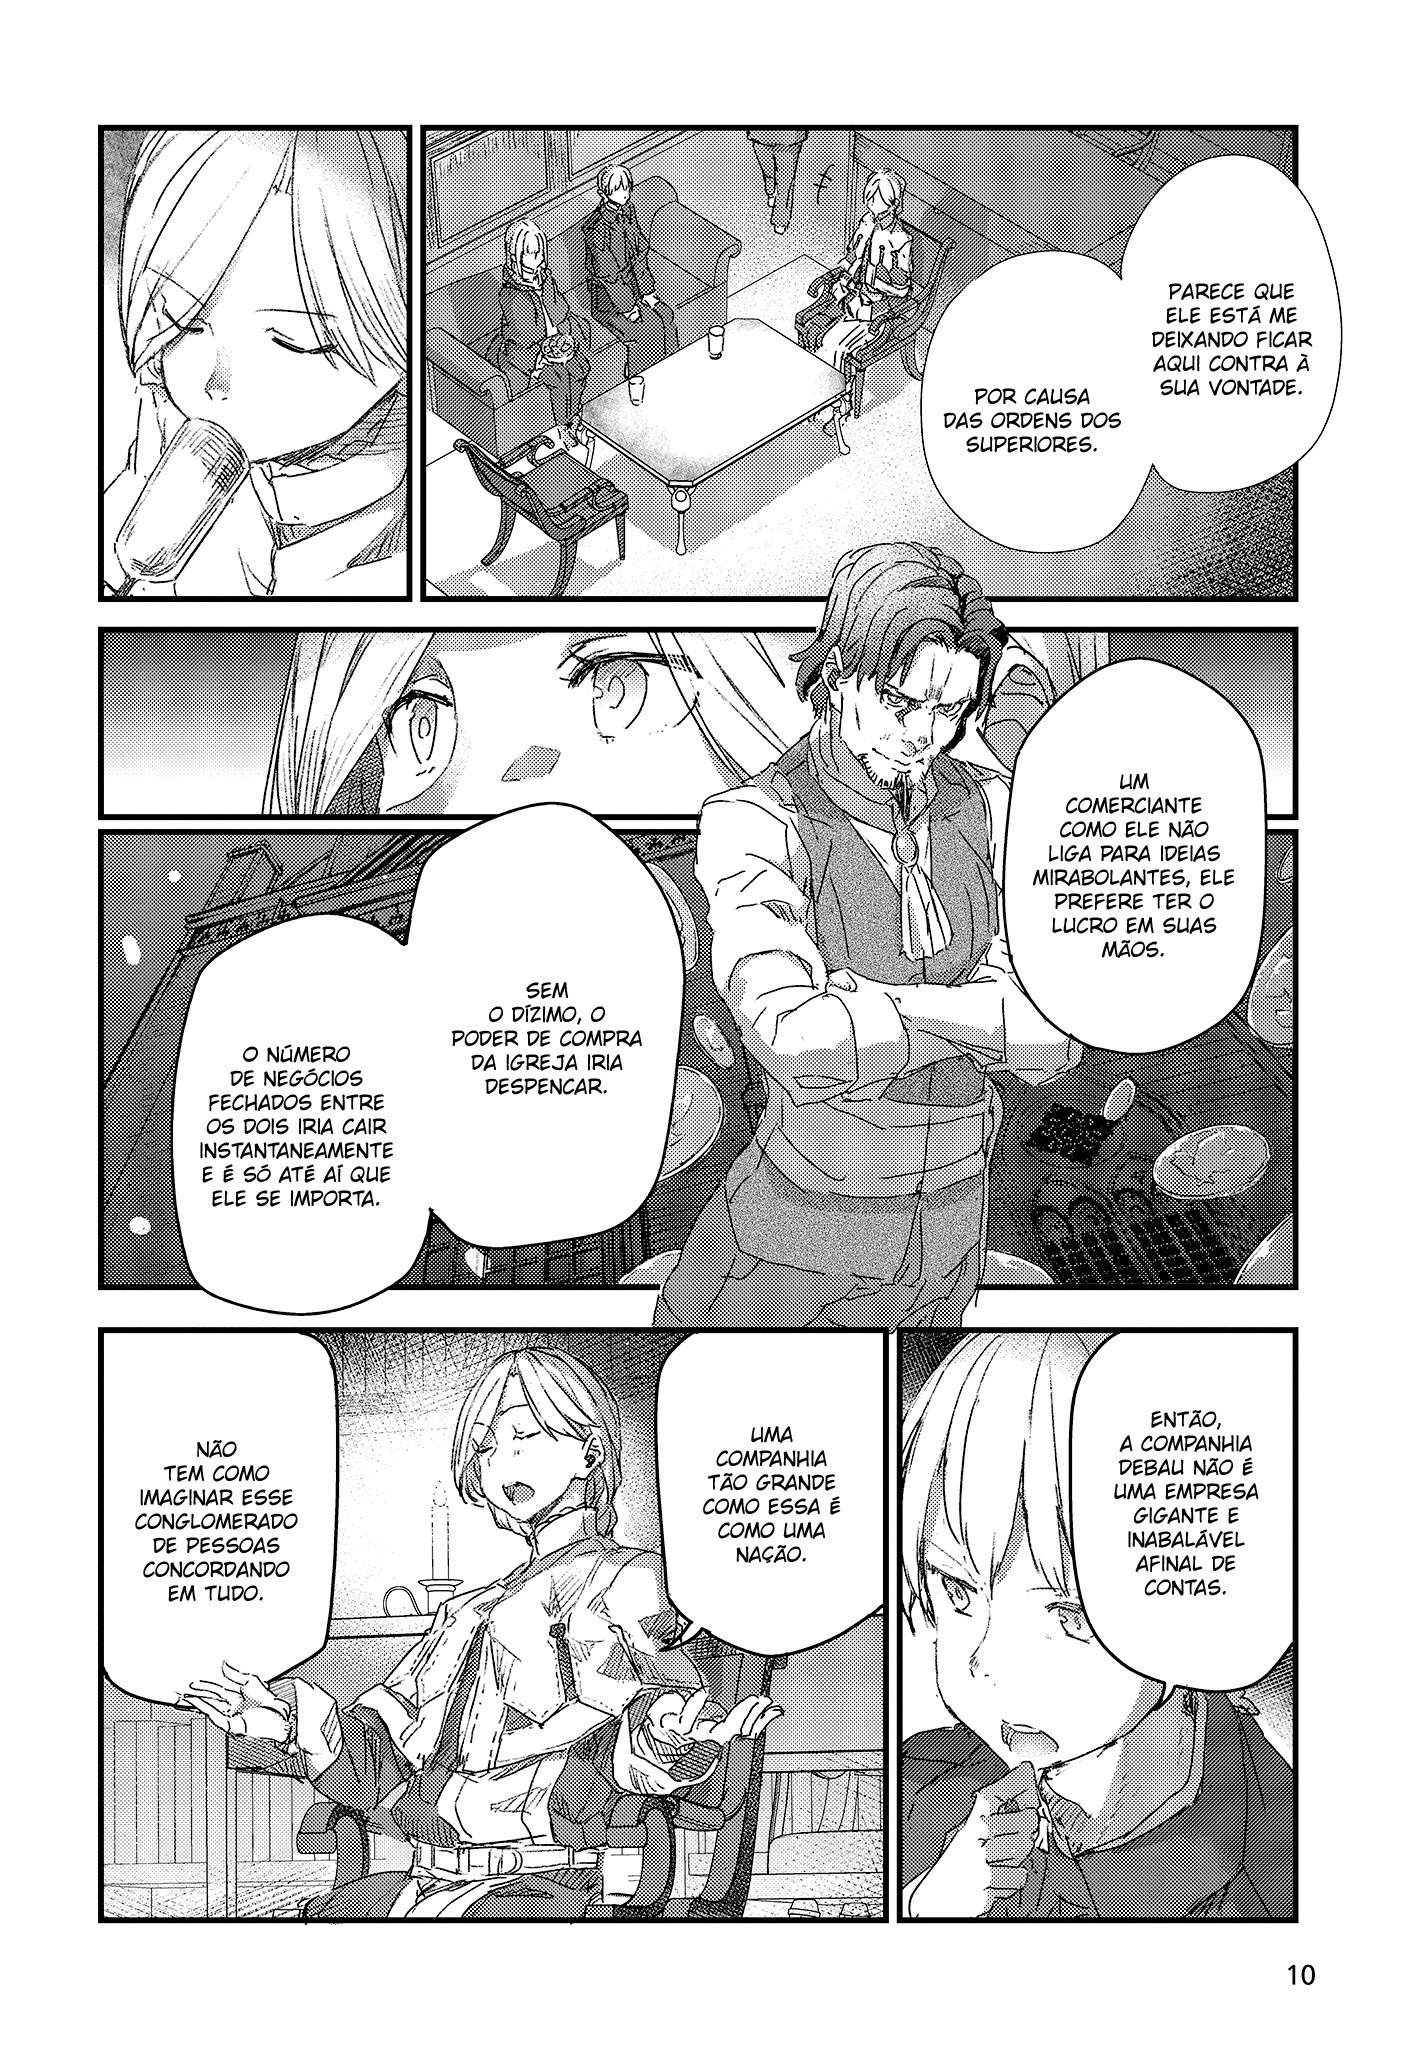 PARECE QUE
ELE ESTÁ ME
DEIXANDO FICAR
AQUI CONTRA À
SUA VONTADE.
POR CAUSA
DAS ORDENS DOS
SUPERIORES.
UM
COMERCIANTE
COMO ELE NÃO
LIGA PARA IDEIAS
MIRABOLANTES, ELE
PREFERE TER O
LUCRO EM SUAS
MÃOS.
SEM
O DÍZIMO, O
PODER DE COMPRA
DA IGREJA IRIA
DESPENCAR.
O NÚMERO
DE NEGÓCIOS
FECHADOS ENTRE
OS DOIS IRIA CAIR
INSTANTANEAMENTE
E É SÓ ATÉ AÍ QUE
ELE SE IMPORTA.
ENTÃO,
A COMPANHIA
DEBAU NÃO É
UMA EMPRESA
GIGANTE E
INABALÁVEL
AFINAL DE
CONTAS.
UMA
COMPANHIA
TÃO GRANDE
COMO ESSA É
COMO UMA
NAÇÃO.
NÃO
TEM COMO
IMAGINAR ESSE
CONGLOMERADO
DE PESSOAS
CONCORDANDO
EM TUDO.
10